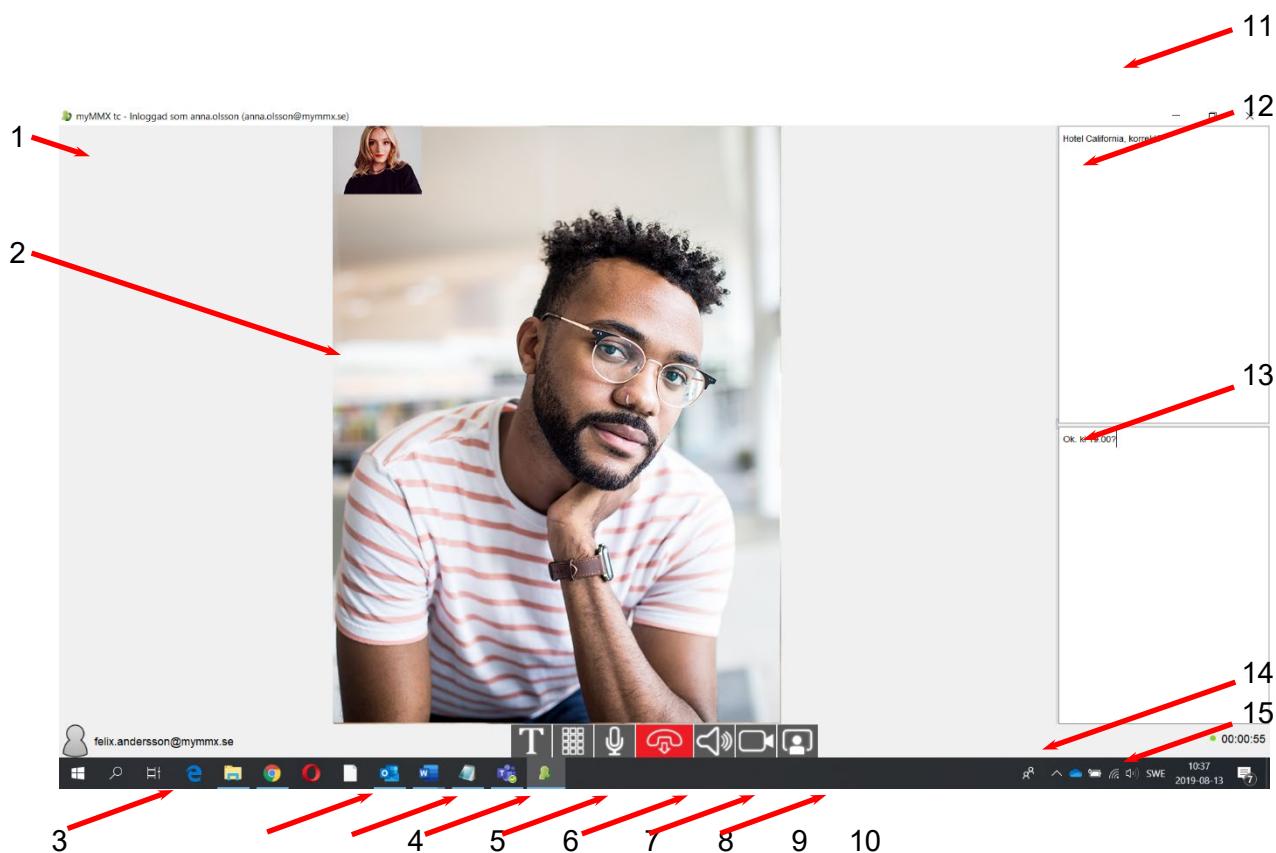 11
myMMX tc - Inloggad som anna.olsson (anna.olsson@mymmx.se)
12
1
Hotel California,
2
13
Ok. kl 19.00?
14
15
felix.andersson@mymmx.se
T
00:00:55
SWE
10:37
2019-08-13
7
3 4 5 6 7 8 9 10